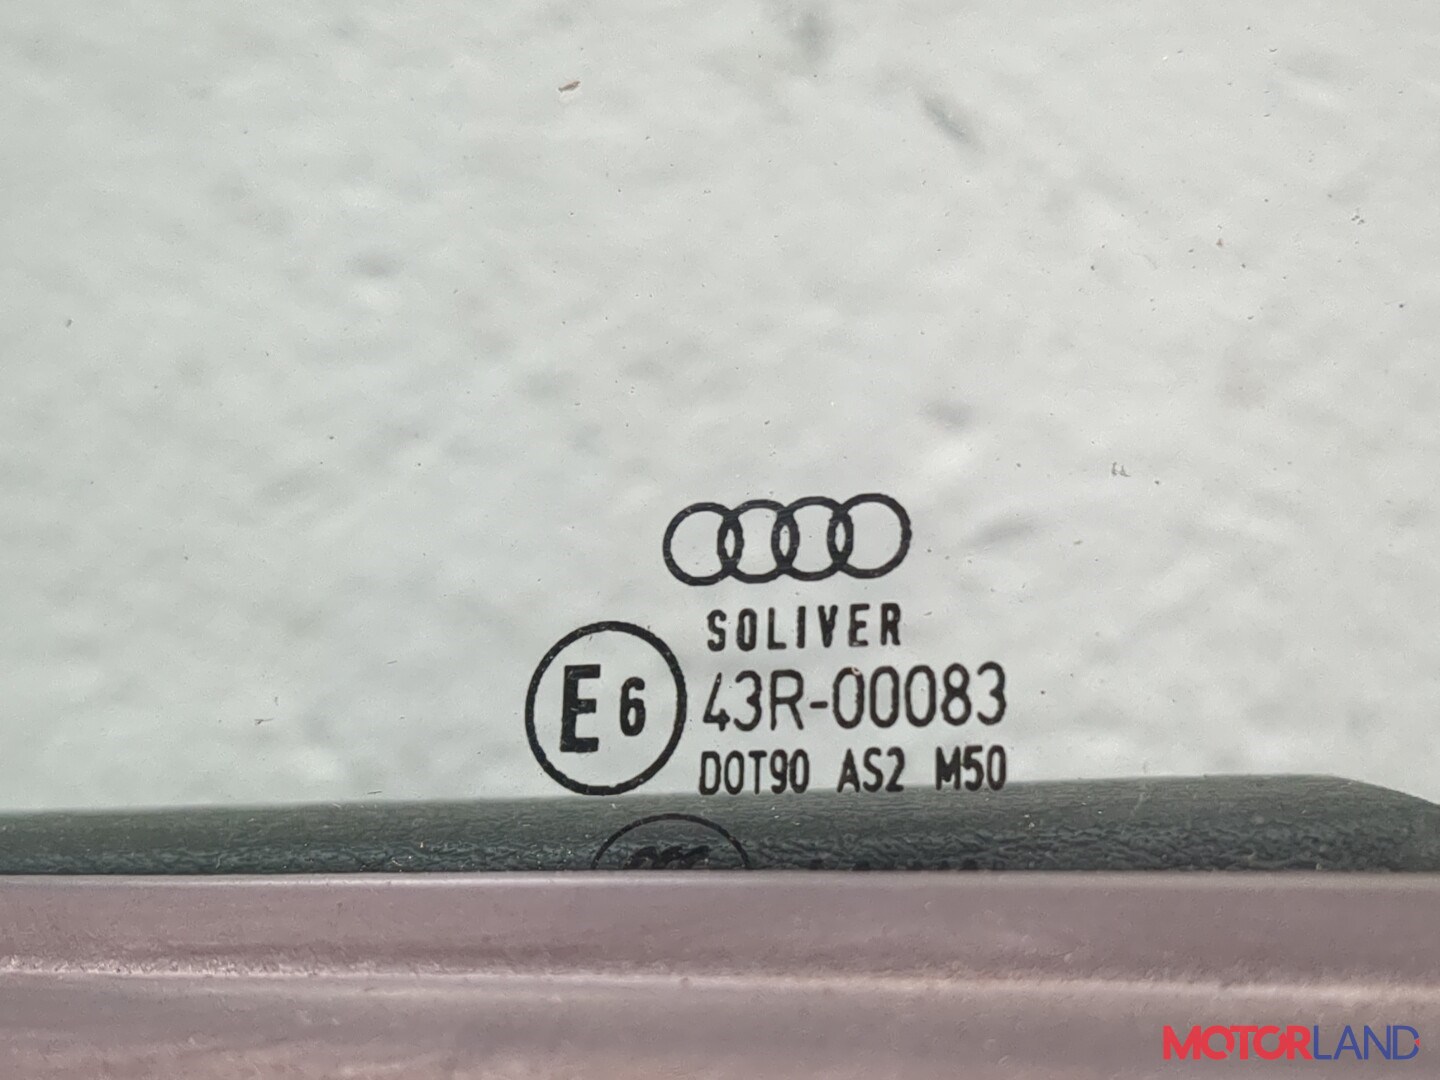 SOLIVER
E6 43R-00083
DOT90 AS2 M50
MOTORLAND